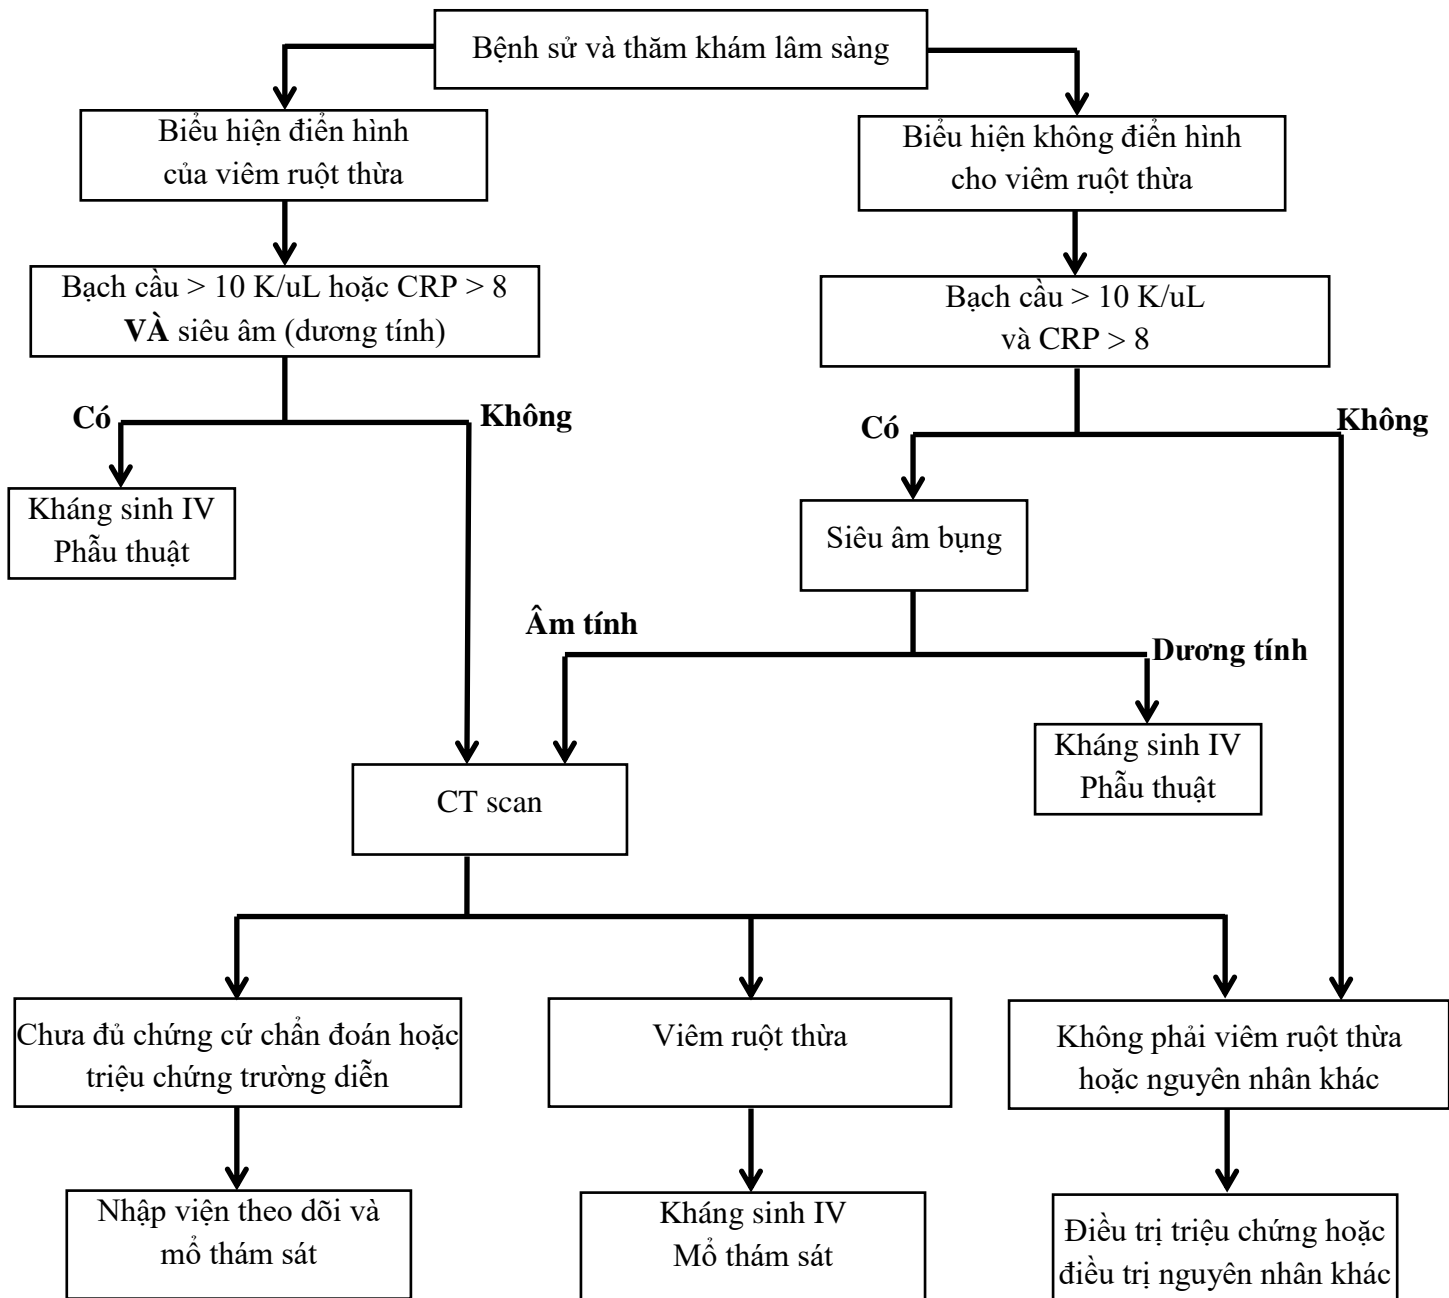 Bệnh sử và thăm khám lâm sàng
Biểu hiện điển hình
của viêm ruột thừa
Biểu hiện không điển hình
cho viêm ruột thừa
Bạch cầu > 10 K/uL hoặc CRP > 8
VÀ siêu âm (dương tính)
Bạch cầu > 10 K/uL
và CRP > 8
Có
Không
Có
Không
Kháng sinh IV
Phẫu thuật
Siêu âm bụng
Âm tính
Dương tính
Kháng sinh IV
Phẫu thuật
CT scan
Chưa đủ chứng cứ chẩn đoán hoặc
triệu chứng trường diễn
Viêm ruột thừa
Không phải viêm ruột thừa
hoặc nguyên nhân khác
Nhập viện theo dõi và
mổ thám sát
Kháng sinh IV
Mổ thám sát
Điều trị triệu chứng hoặc
điều trị nguyên nhân khác